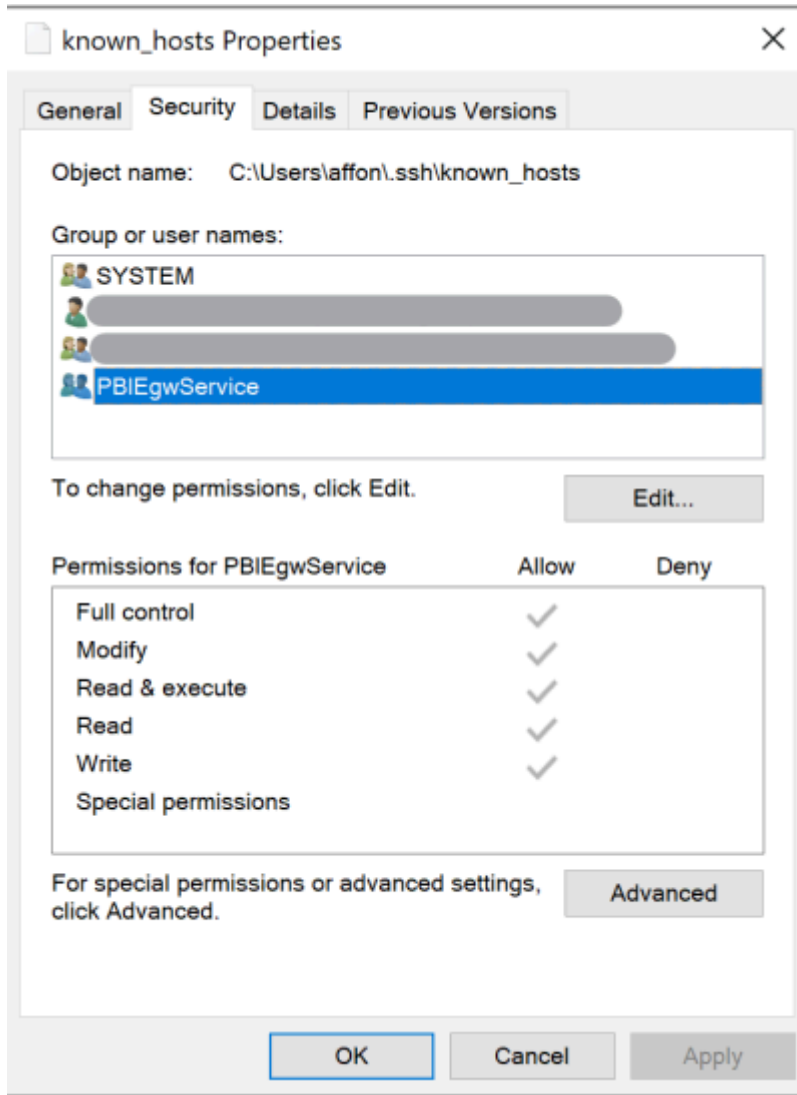 known_hosts Properties
General Security Details Previous Versions
Object name: C:\Users\affon\.ssh\known_hosts
Group or user names:
SYSTEM
PBIEgwService
To change permissions, click Edit.
Edit...
Permissions for PBIEgwService Allow Deny
Full control
Modify
Read & execute
Read
Write
Special permissions
For special permissions or advanced settings,
click Advanced.
Advanced
OK Cancel Apply